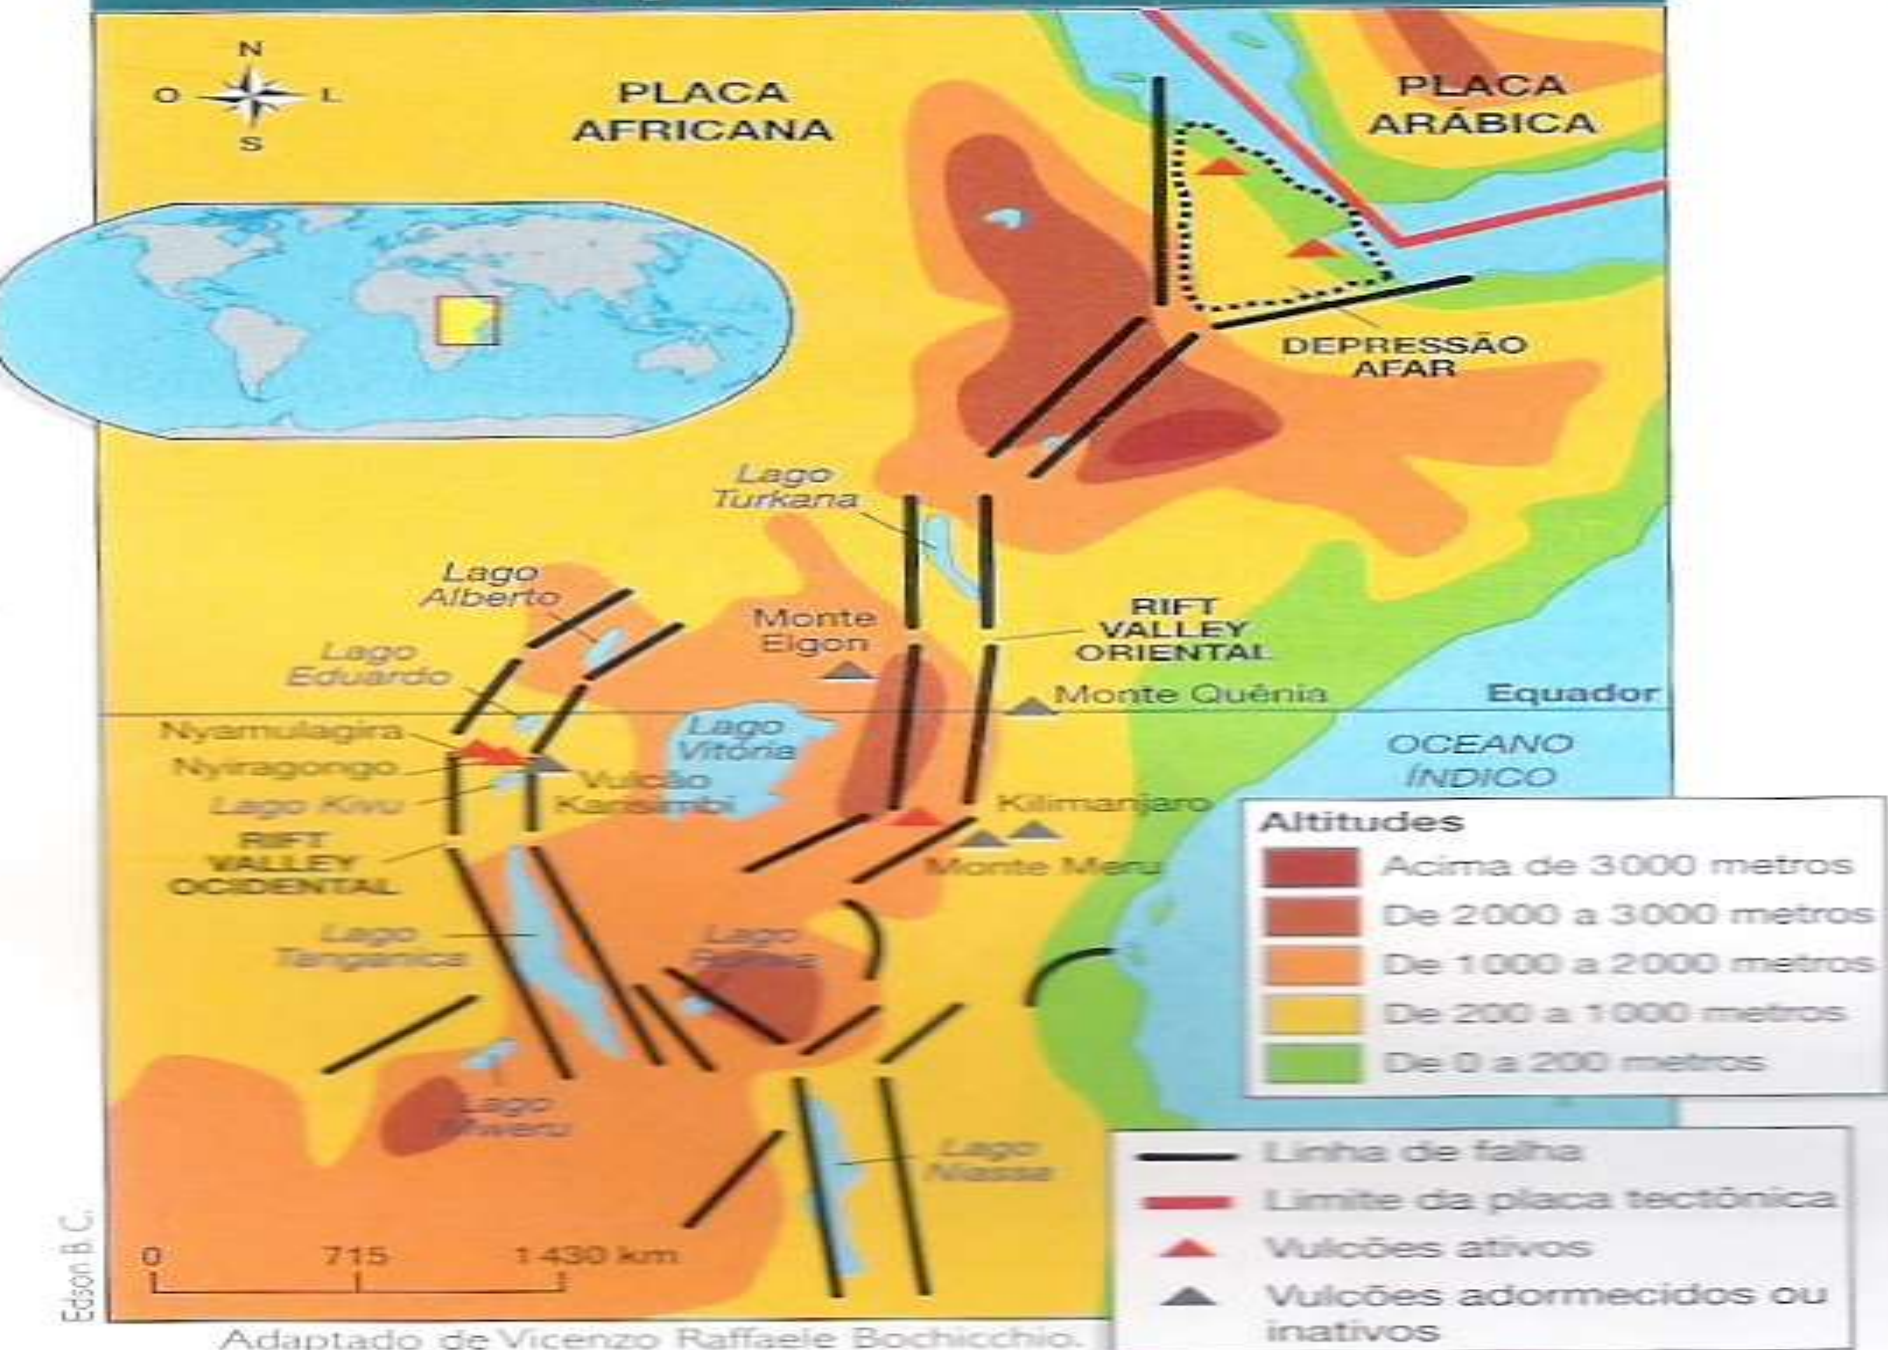 N
O
L
S
PLACA
AFRICANA
PLACA
ARÁBICA
DEPRESSÃO
AFAR
Lago
Turkana
Lago
Alberto
Monte
Elgon
RIFT
VALLEY
ORIENTAL
Lago
Eduardo
Monte Quênia
Equador
Nyamulagira
Nyiragongo
Lago Kivu
Lago
Vitória
Vulcão
Karisimbi
OCEANO
ÍNDICO
Kilimanjaro
Monte Meru
RIFT
VALLEY
OCIDENTAL
Lago
Tanganica
Lago
Lago
Mweru
Lago
Niassa
Altitudes
Acima de 3000 metros
De 2000 a 3000 metros
De 1000 a 2000 metros
De 200 a 1000 metros
De 0 a 200 metros
Linha de falha
Limite da placa tectônica
Vulcões ativos
Vulcões adormecidos ou
inativos
0 715 1 430 km
Edson B.C.
Adaptado de Vicenzo Raffaele Bochicchio.